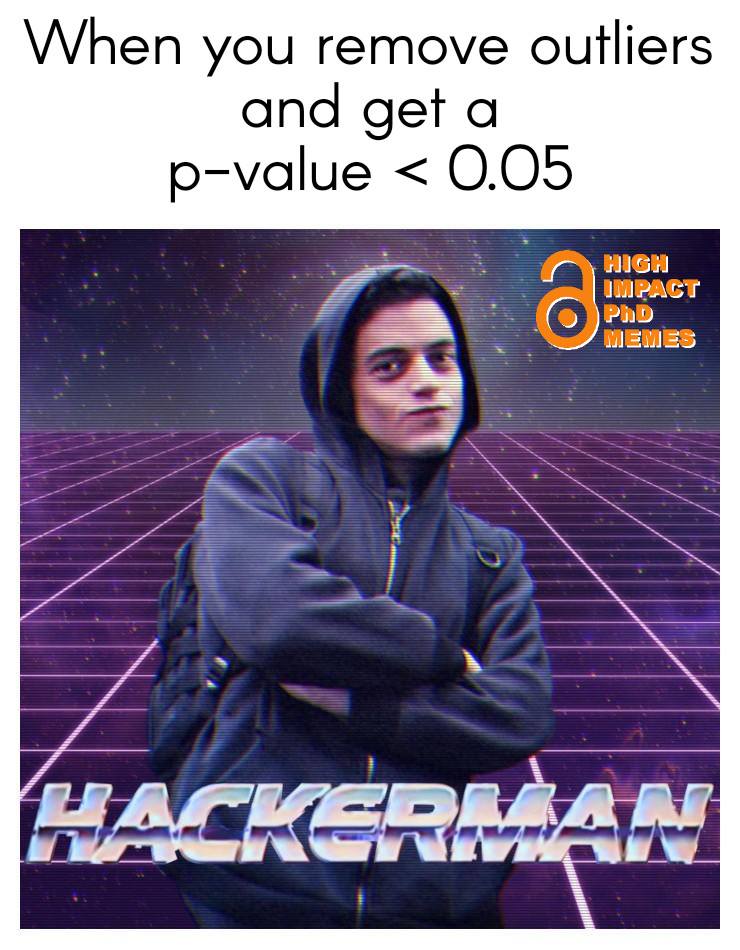 When you remove outliers
and get a
p-value < 0.05
HIGH
IMPACT
PhD
MEMES
HACKERMAN